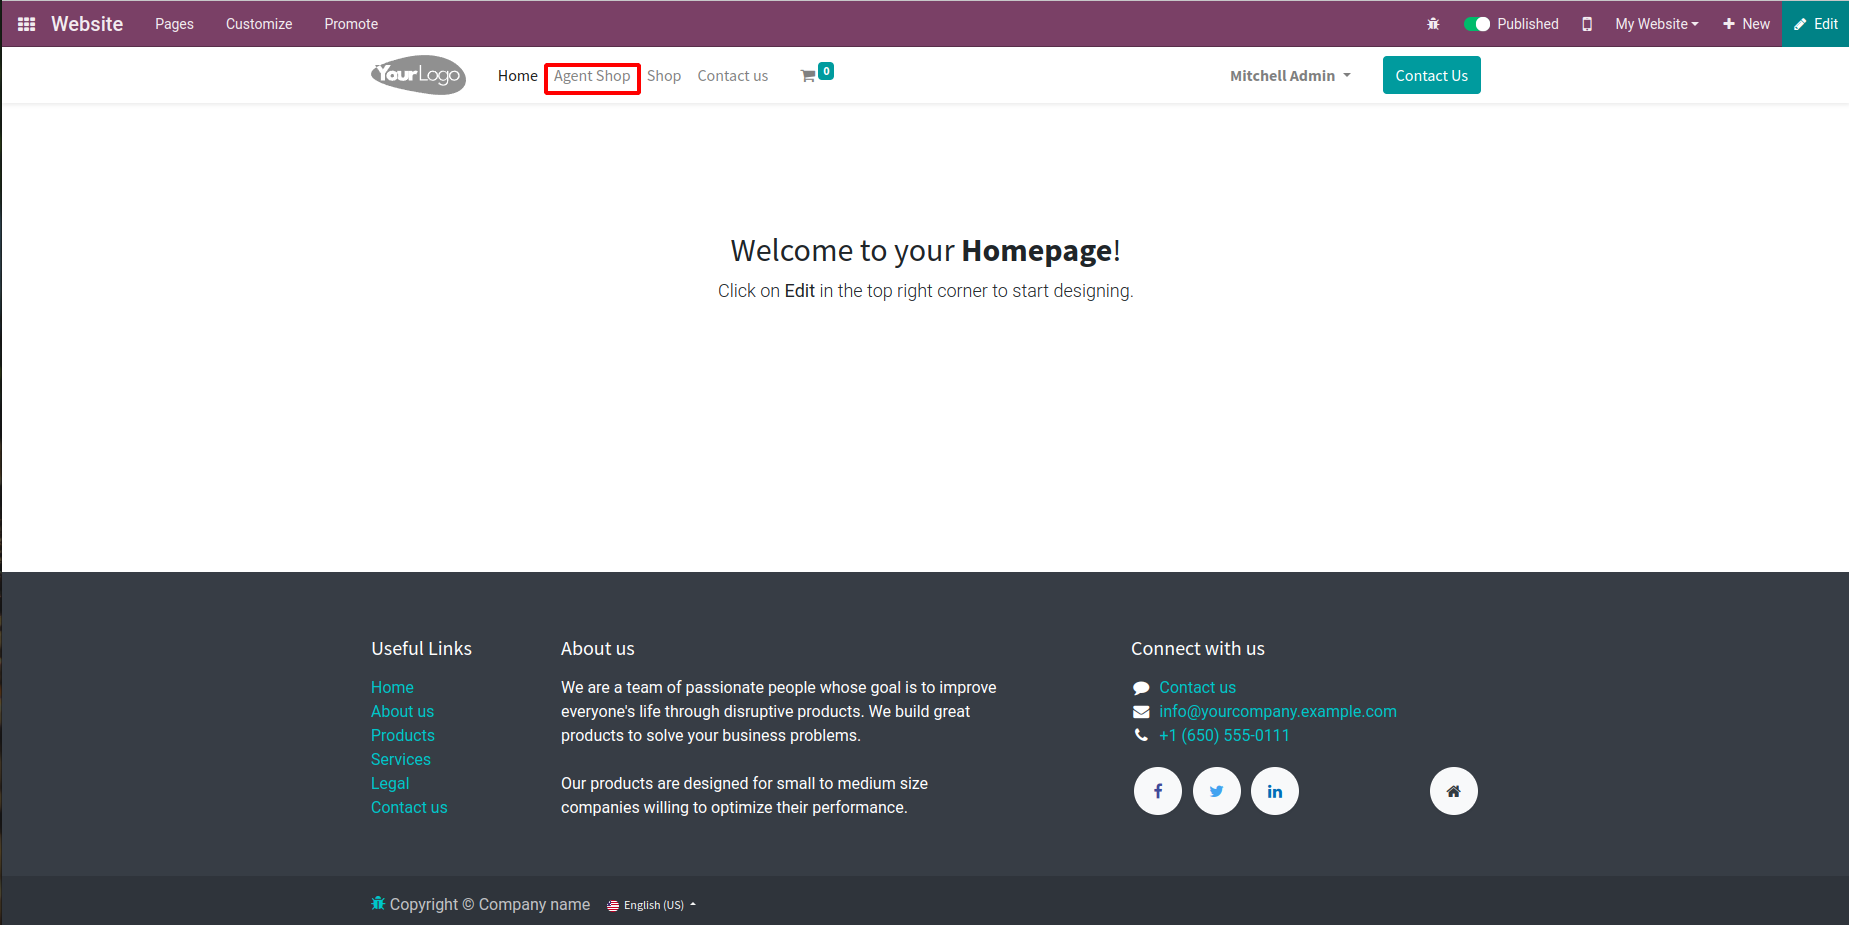 Website Pages Customize Promote Published My Website New Edit
YourLogo Home Agent Shop Shop Contact us 0 Mitchell Admin Contact Us
Welcome to your Homepage!
Click on Edit in the top right corner to start designing.
Useful Links
Home
About us
Products
Services
Legal
Contact us
About us
We are a team of passionate people whose goal is to improve
everyone's life through disruptive products. We build great
products to solve your business problems.
Our products are designed for small to medium size
companies willing to optimize their performance.
Connect with us
Contact us
info@yourcompany.example.com
+1 (650) 555-0111
Copyright © Company name English (US)